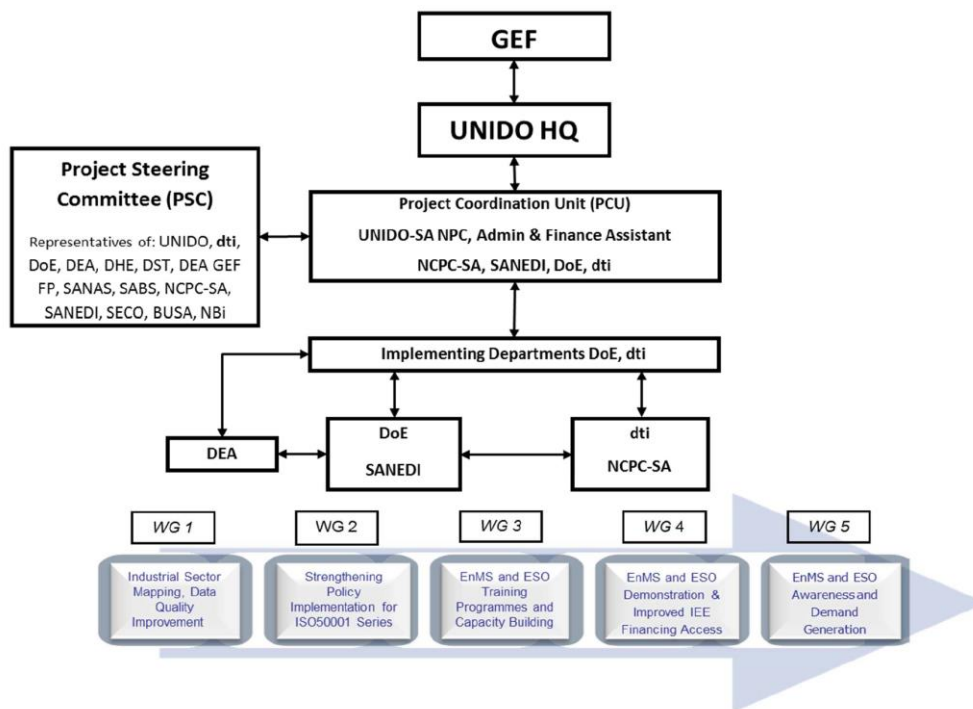 GEF
UNIDO HQ
Project Steering
Committee (PSC)
Representatives of: UNIDO, dti,
DoE, DEA, DHE, DST, DEA GEF
FP, SANAS, SABS, NCPC-SA,
SANEDI, SECO, BUSA, NBi
Project Coordination Unit (PCU)
UNIDO-SA NPC, Admin & Finance Assistant
NCPC-SA, SANEDI, DoE, dti
Implementing Departments DoE, dti
DEA
DoE
SANEDI
dti
NCPC-SA
WG 1
WG 2
WG 3
WG 4
WG 5
Industrial Sector
Mapping, Data
Quality
Improvement
Strengthening
Policy
Implementation for
ISO50001 Series
EnMS and ESO
Training
Programmes and
Capacity Building
EnMS and ESO
Demonstration &
Improved IEE
Financing Access
EnMS and ESO
Awareness and
Demand
Generation